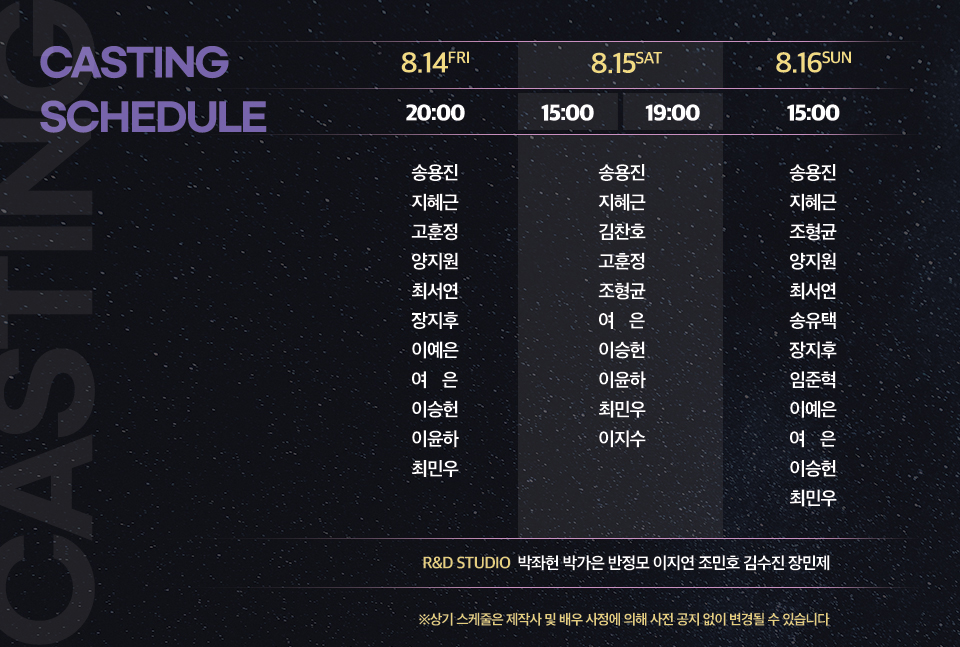 CASTING
CASTING
SCHEDULE
8.14FRI 8.15SAT 8.16SUN
20:00 15:00 19:00 15:00
송용진 송용진 송용진
지혜근 지혜근 지혜근
고훈정 김찬호 조형균
양지원 고훈정 양지원
최서연 조형균 최서연
장지후 여 은 송유택
이예은 이승헌 장지후
여 은 이윤하 임준혁
이승헌 최민우 이예은
이윤하 이지수 여 은
최민우 이승헌
최민우
R&D STUDIO 박좌헌 박가은 반정모 이지연 조민호 김수진 장민제
※상기 스케줄은 제작사 및 배우 사정에 의해 사전 공지 없이 변경될 수 있습니다